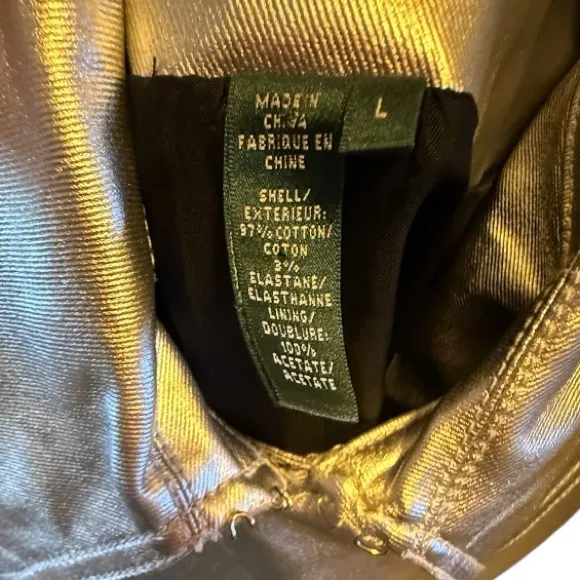 MADE IN
CHINA
FABRIQUE EN
CHINE
SHELL/
EXTERIEUR:
97% COTTON/
COTON
3%
ELASTANE/
ELASTHANNE
LINING/
DOUBLURE:
100%
ACETATE/
ACETATE
L